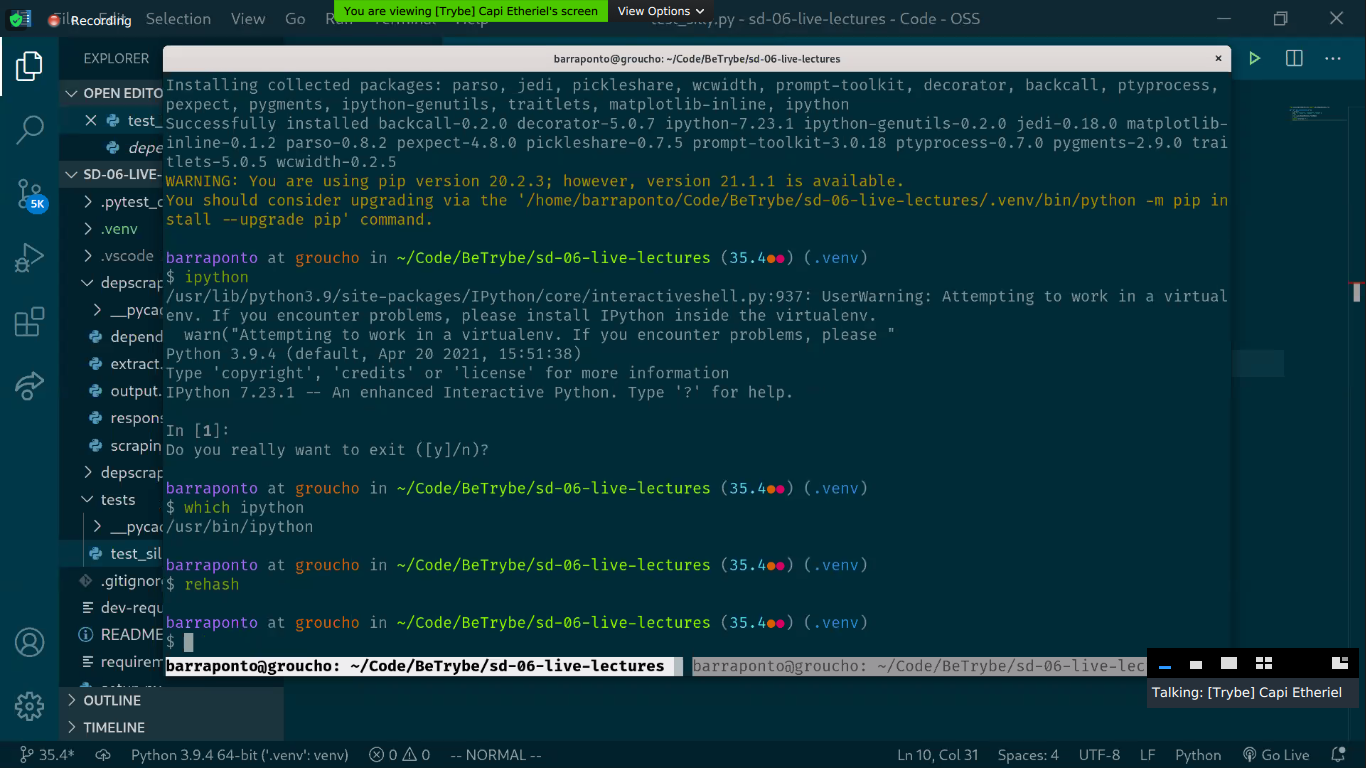 Recording
File Edit Selection View Go Run Terminal Help
You are viewing [Trybe] Capi Etheriel's screen
View Options
test_silly.py - sd-06-live-lectures - Code - OSS
EXPLORER
OPEN EDITO
test_
depe
SD-06-LIVE-
.pytest_c
.venv
.vscode
depscrap
__pyca
depend
extract.
output.
respons
scrapin
depscrap
tests
__pyca
test_sil
.gitignore
dev-requ
README
requirem
OUTLINE
TIMELINE
5K
barraponto@groucho: ~/Code/BeTrybe/sd-06-live-lectures
Installing collected packages: parso, jedi, pickleshare, wcwidth, prompt-toolkit, decorator, backcall, ptyprocess,
pexpect, pygments, ipython-genutils, traitlets, matplotlib-inline, ipython
Successfully installed backcall-0.2.0 decorator-5.0.7 ipython-7.23.1 ipython-genutils-0.2.0 jedi-0.18.0 matplotlib-
inline-0.1.2 parso-0.8.2 pexpect-4.8.0 pickleshare-0.7.5 prompt-toolkit-3.0.18 ptyprocess-0.7.0 pygments-2.9.0 trai
tlets-5.0.5 wcwidth-0.2.5
WARNING: You are using pip version 20.2.3; however, version 21.1.1 is available.
You should consider upgrading via the '/home/barraponto/Code/BeTrybe/sd-06-live-lectures/.venv/bin/python -m pip in
stall --upgrade pip' command.
barraponto at groucho in ~/Code/BeTrybe/sd-06-live-lectures (35.4●●) (.venv)
$ ipython
/usr/lib/python3.9/site-packages/IPython/core/interactiveshell.py:937: UserWarning: Attempting to work in a virtual
env. If you encounter problems, please install IPython inside the virtualenv.
warn("Attempting to work in a virtualenv. If you encounter problems, please "
Python 3.9.4 (default, Apr 20 2021, 15:51:38)
Type 'copyright', 'credits' or 'license' for more information
IPython 7.23.1 -- An enhanced Interactive Python. Type '?' for help.
In [1]:
Do you really want to exit ([y]/n)?
barraponto at groucho in ~/Code/BeTrybe/sd-06-live-lectures (35.4●●) (.venv)
$ which ipython
/usr/bin/ipython
barraponto at groucho in ~/Code/BeTrybe/sd-06-live-lectures (35.4●●) (.venv)
$ rehash
barraponto at groucho in ~/Code/BeTrybe/sd-06-live-lectures (35.4●●) (.venv)
$
barraponto@groucho: ~/Code/BeTrybe/sd-06-live-lectures
barraponto@groucho: ~/Code/BeTrybe/sd-06-live-lec
Talking: [Trybe] Capi Etheriel
35.4*
Python 3.9.4 64-bit ('.venv': venv)
0
0
-- NORMAL --
Ln 10, Col 31
Spaces: 4
UTF-8
LF
Python
Go Live